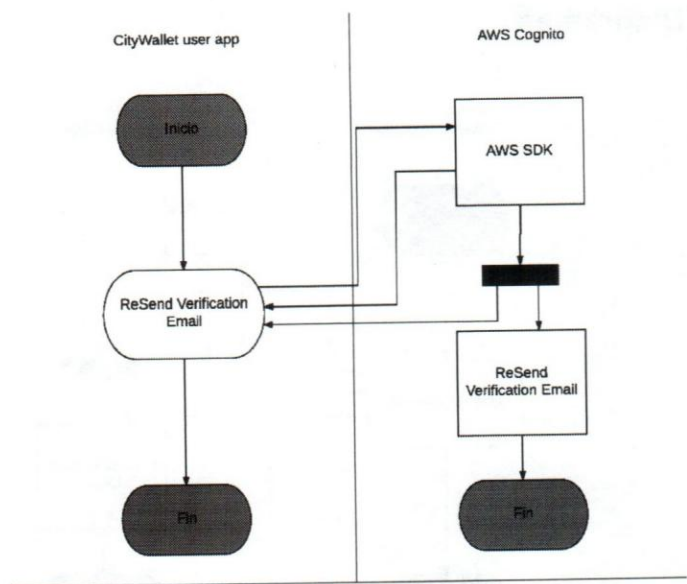 CityWallet user app
AWS Cognito
Inicio
AWS SDK
ReSend Verification
Email
ReSend
Verification Email
Fin
Fin